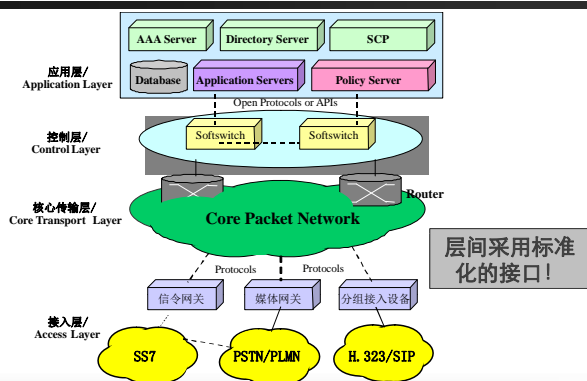 AAA Server
Directory Server
SCP
应用层/
Application Layer
Database
Application Servers
Policy Server
Open Protocols or APIs
控制层/
Control Layer
Softswitch
Softswitch
Router
核心传输层/
Core Transport Layer
Core Packet Network
层间采用标准
化的接口!
Protocols
Protocols
信令网关
媒体网关
分组接入设备
接入层/
Access Layer
SS7
PSTN/PLMN
H.323/SIP